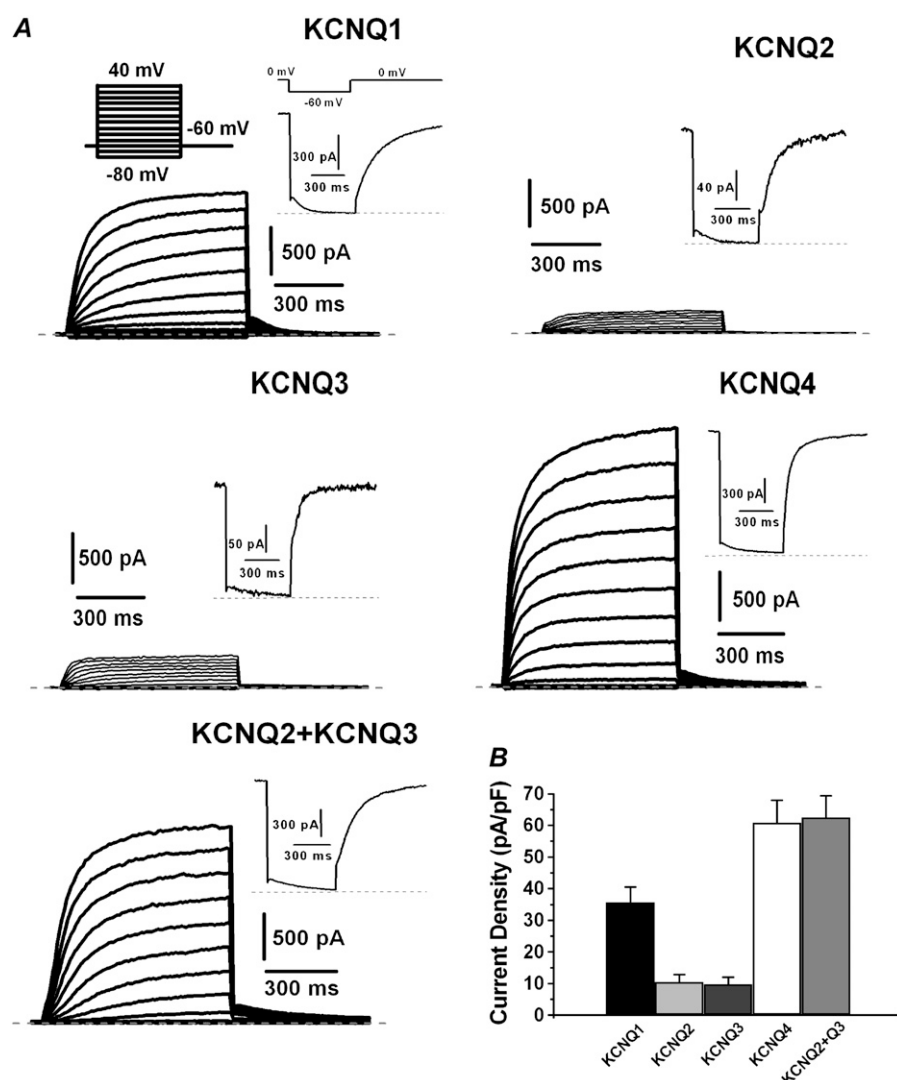 A
KCNQ1
40 mV
-60 mV
-80 mV
0 mV
0 mV
-60 mV
300 pA
300 ms
500 pA
300 ms
KCNQ2
500 pA
300 ms
40 pA
300 ms
KCNQ3
500 pA
300 ms
50 pA
300 ms
KCNQ4
300 pA
300 ms
500 pA
300 ms
KCNQ2+KCNQ3
300 pA
300 ms
500 pA
300 ms
B
Current Density (pA/pF)
70
60
50
40
30
20
10
0
KCNQ1
KCNQ2
KCNQ3
KCNQ4
KCNQ2+Q3